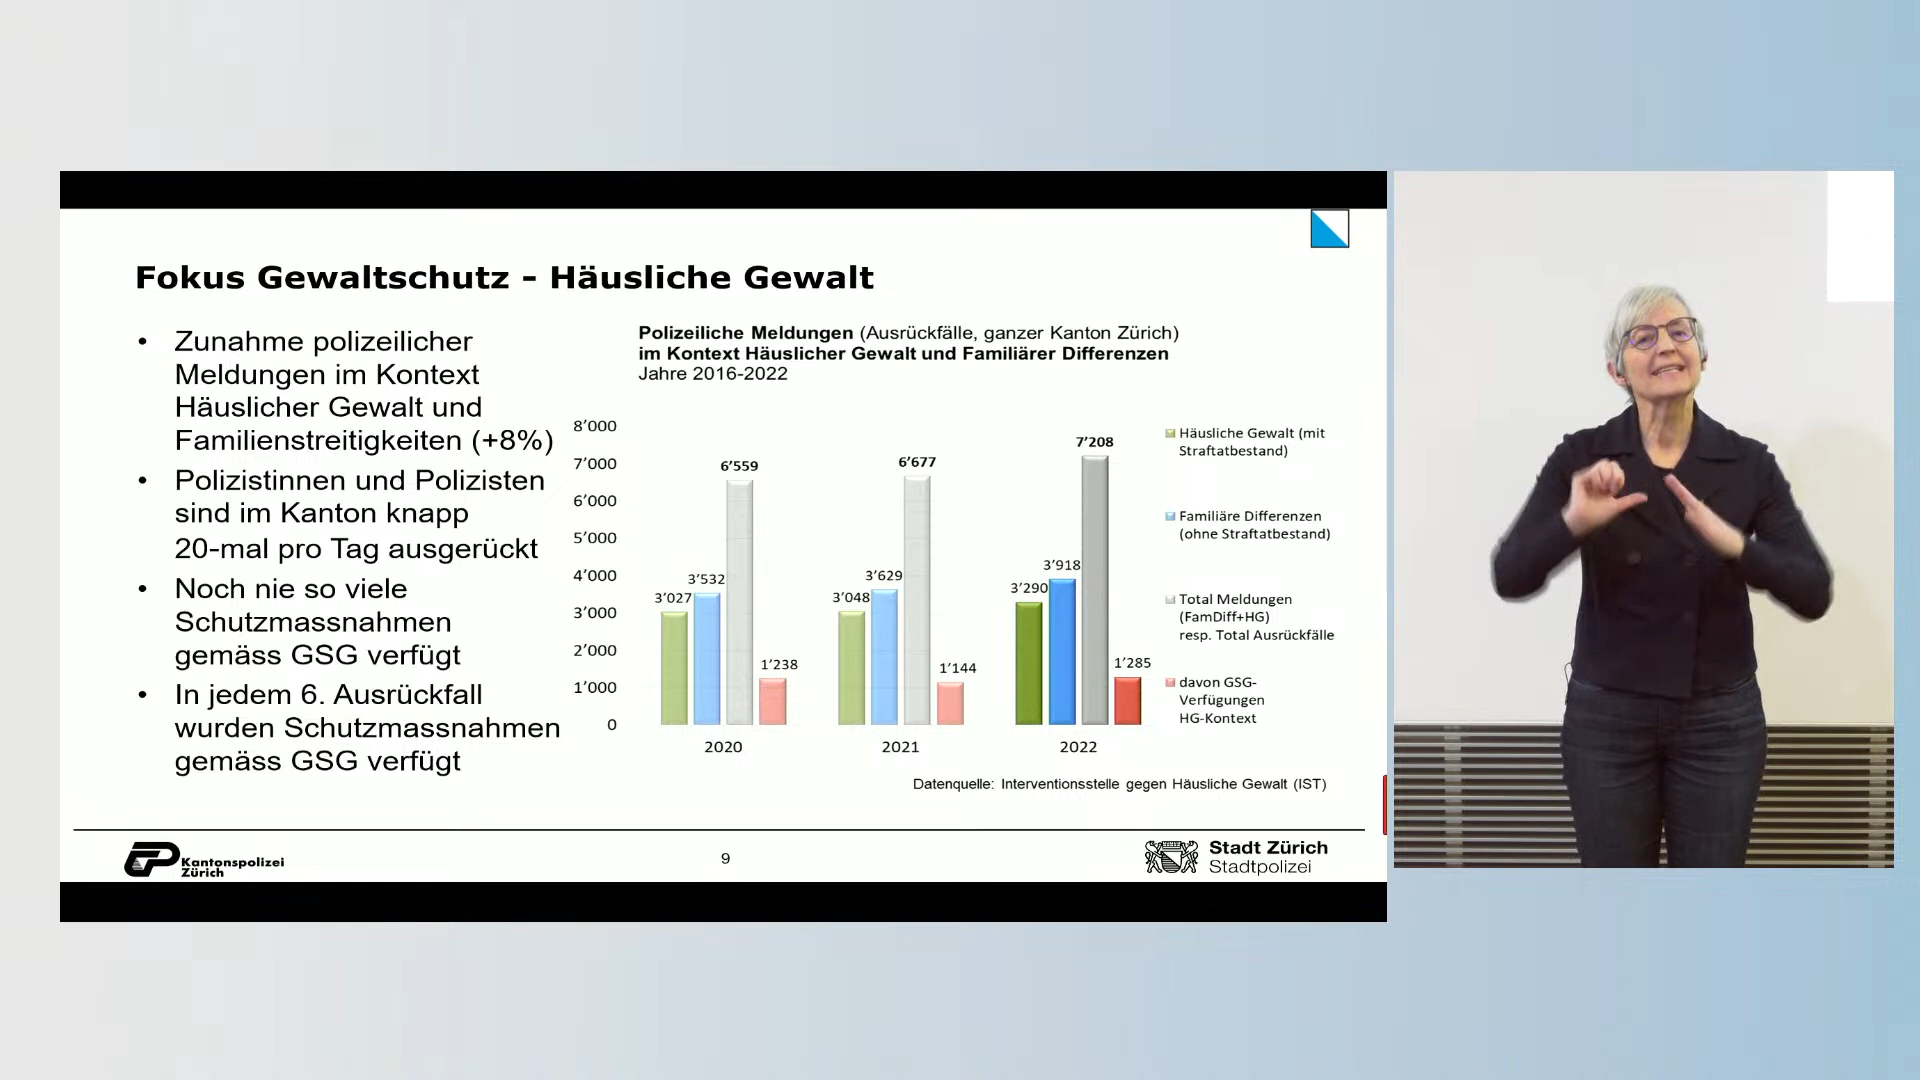 Fokus Gewaltschutz – Häusliche Gewalt
• Zunahme polizeilicher
Meldungen im Kontext
Häuslicher Gewalt und
Familienstreitigkeiten (+8%)
• Polizistinnen und Polizisten
sind im Kanton knapp
20-mal pro Tag ausgerückt
• Noch nie so viele
Schutzmassnahmen
gemäss GSG verfügt
• In jedem 6. Ausrückfall
wurden Schutzmassnahmen
gemäss GSG verfügt
Polizeiliche Meldungen (Ausrückfälle, ganzer Kanton Zürich)
im Kontext Häuslicher Gewalt und Familiärer Differenzen
Jahre 2016-2022
8’000
7’000
6’000
5’000
4’000
3’000
2’000
1’000
0
3’027
3’532
6’559
1’238
3’048
3’629
6’677
1’144
3’290
3’918
7’208
1’285
2020
2021
2022
Häusliche Gewalt (mit
Straftatbestand)
Familiäre Differenzen
(ohne Straftatbestand)
Total Meldungen
(FamDiff+HG)
resp. Total Ausrückfälle
davon GSG-
Verfügungen
HG-Kontext
Datenquelle: Interventionsstelle gegen Häusliche Gewalt (IST)
Kantonspolizei
Zürich
9
Stadt Zürich
Stadtpolizei